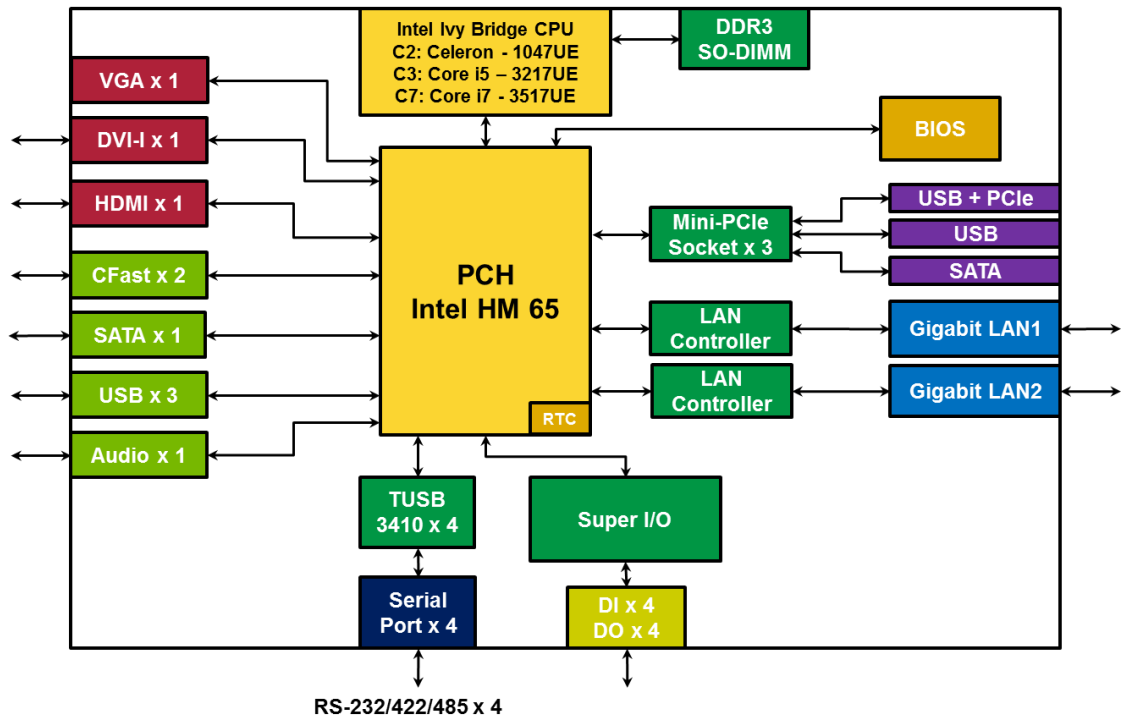 Intel Ivy Bridge CPU
C2: Celeron - 1047UE
C3: Core i5 – 3217UE
C7: Core i7 - 3517UE
DDR3
SO-DIMM
VGA x 1
DVI-I x 1
HDMI x 1
CFast x 2
SATA x 1
USB x 3
Audio x 1
PCH
Intel HM 65
RTC
BIOS
Mini-PCIe
Socket x 3
USB + PCIe
USB
SATA
LAN
Controller
Gigabit LAN1
LAN
Controller
Gigabit LAN2
TUSB
3410 x 4
Super I/O
Serial
Port x 4
DI x 4
DO x 4
RS-232/422/485 x 4